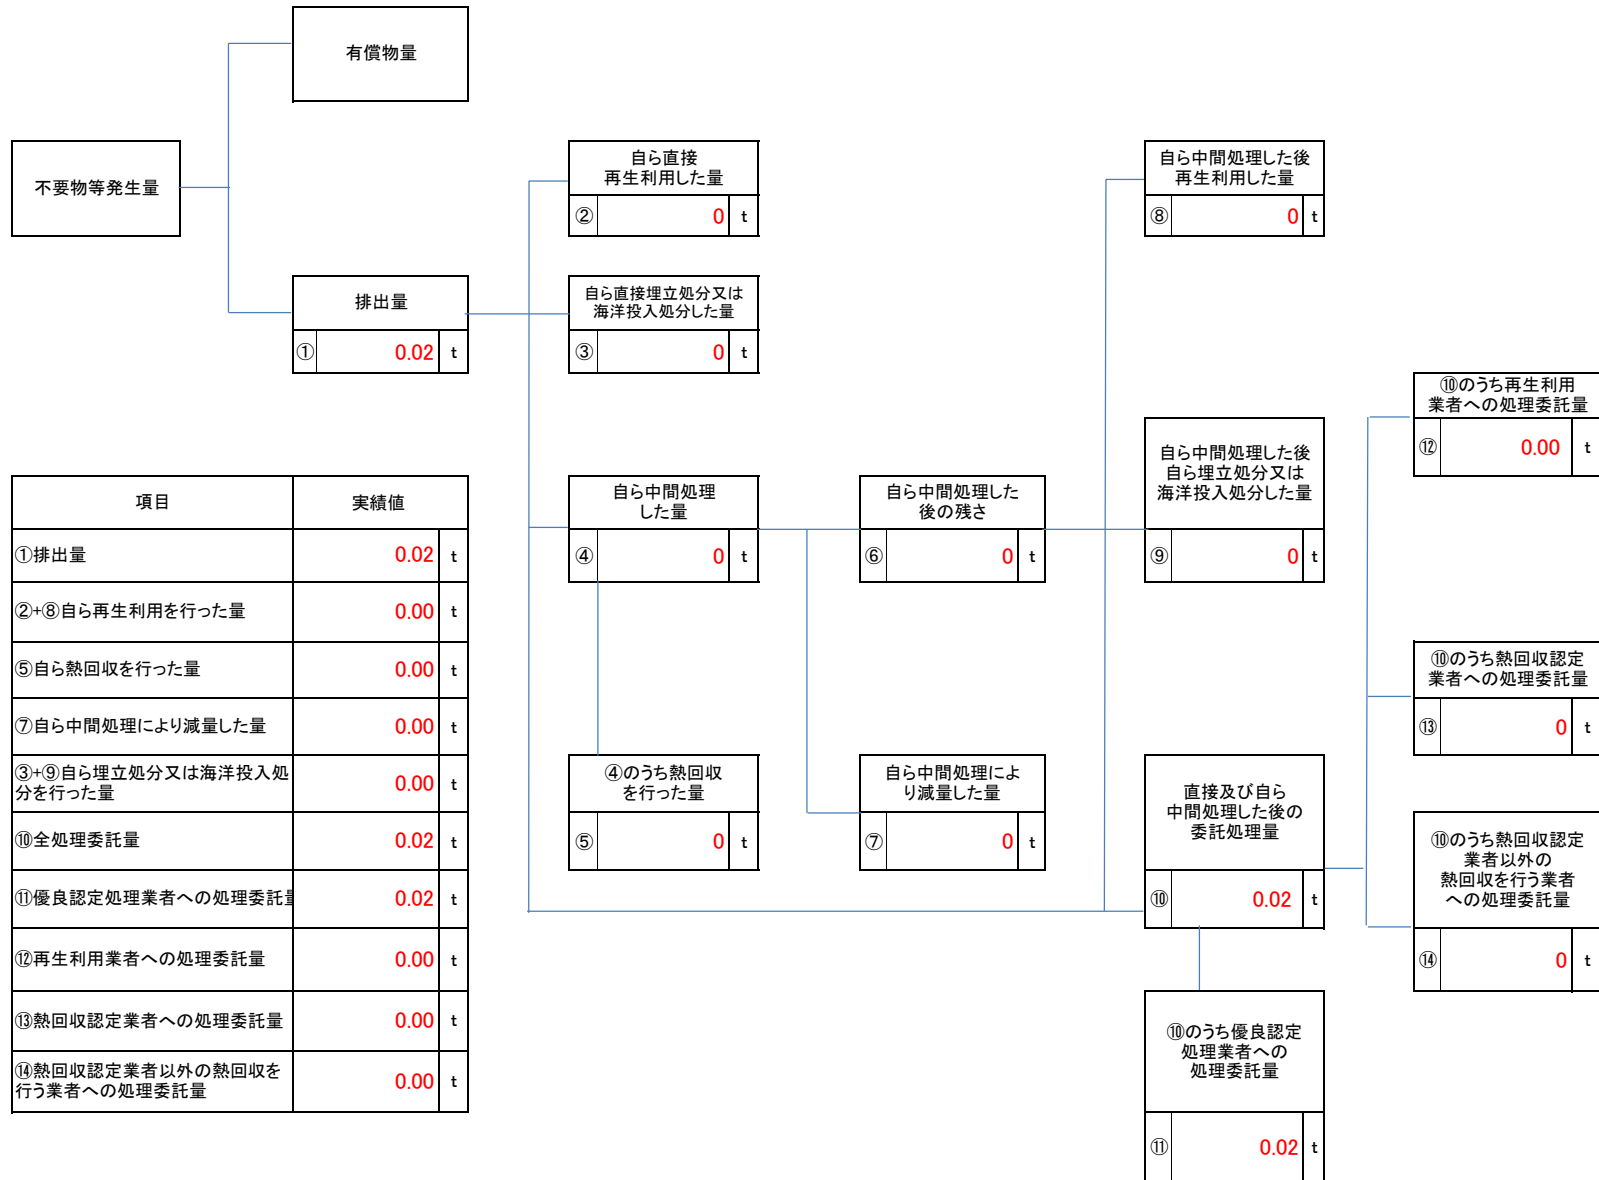 有償物量
不要物等発生量
排出量
① 0.02 t
自ら直接
再生利用した量
② 0 t
自ら直接埋立処分又は
海洋投入処分した量
③ 0 t
自ら中間処理
した量
④ 0 t
④のうち熱回収
を行った量
⑤ 0 t
自ら中間処理した
後の残さ
⑥ 0 t
自ら中間処理によ
り減量した量
⑦ 0 t
自ら中間処理した後
再生利用した量
⑧ 0 t
自ら中間処理した後
自ら埋立処分又は
海洋投入処分した量
⑨ 0 t
直接及び自ら
中間処理した後の
委託処理量
⑩ 0.02 t
⑩のうち優良認定
処理業者への
処理委託量
⑪ 0.02 t
⑩のうち再生利用
業者への処理委託量
⑫ 0.00 t
⑩のうち熱回収認定
業者への処理委託量
⑬ 0 t
⑩のうち熱回収認定
業者以外の
熱回収を行う業者
への処理委託量
⑭ 0 t
項目 実績値
①排出量 0.02 t
②+⑧自ら再生利用を行った量 0.00 t
⑤自ら熱回収を行った量 0.00 t
⑦自ら中間処理により減量した量 0.00 t
③+⑨自ら埋立処分又は海洋投入処
分を行った量 0.00 t
⑩全処理委託量 0.02 t
⑪優良認定処理業者への処理委託量 0.02 t
⑫再生利用業者への処理委託量 0.00 t
⑬熱回収認定業者への処理委託量 0.00 t
⑭熱回収認定業者以外の熱回収を
行う業者への処理委託量 0.00 t